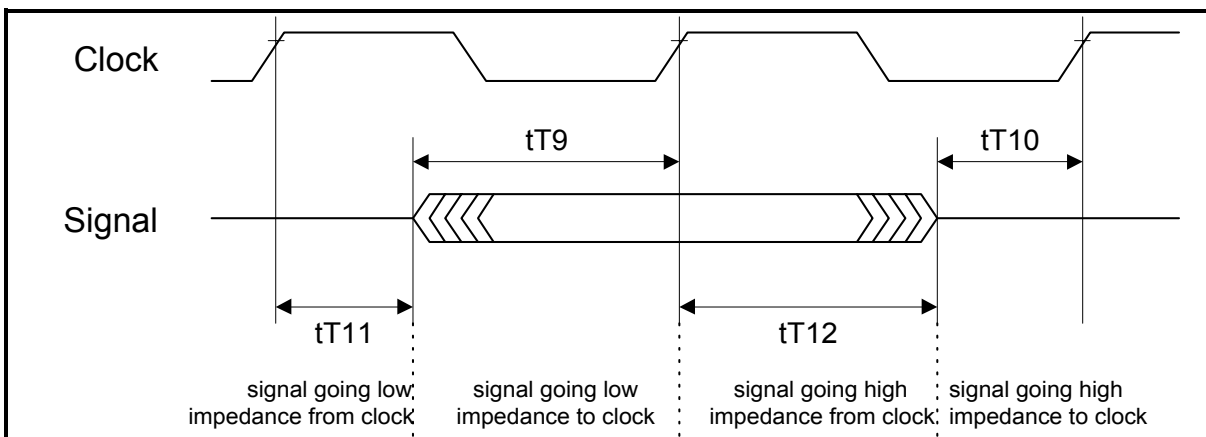 Clock
tT9
tT10
Signal
tT11
tT12
signal going low
impedance from clock
signal going low
impedance to clock
signal going high
impedance from clock
signal going high
impedance to clock